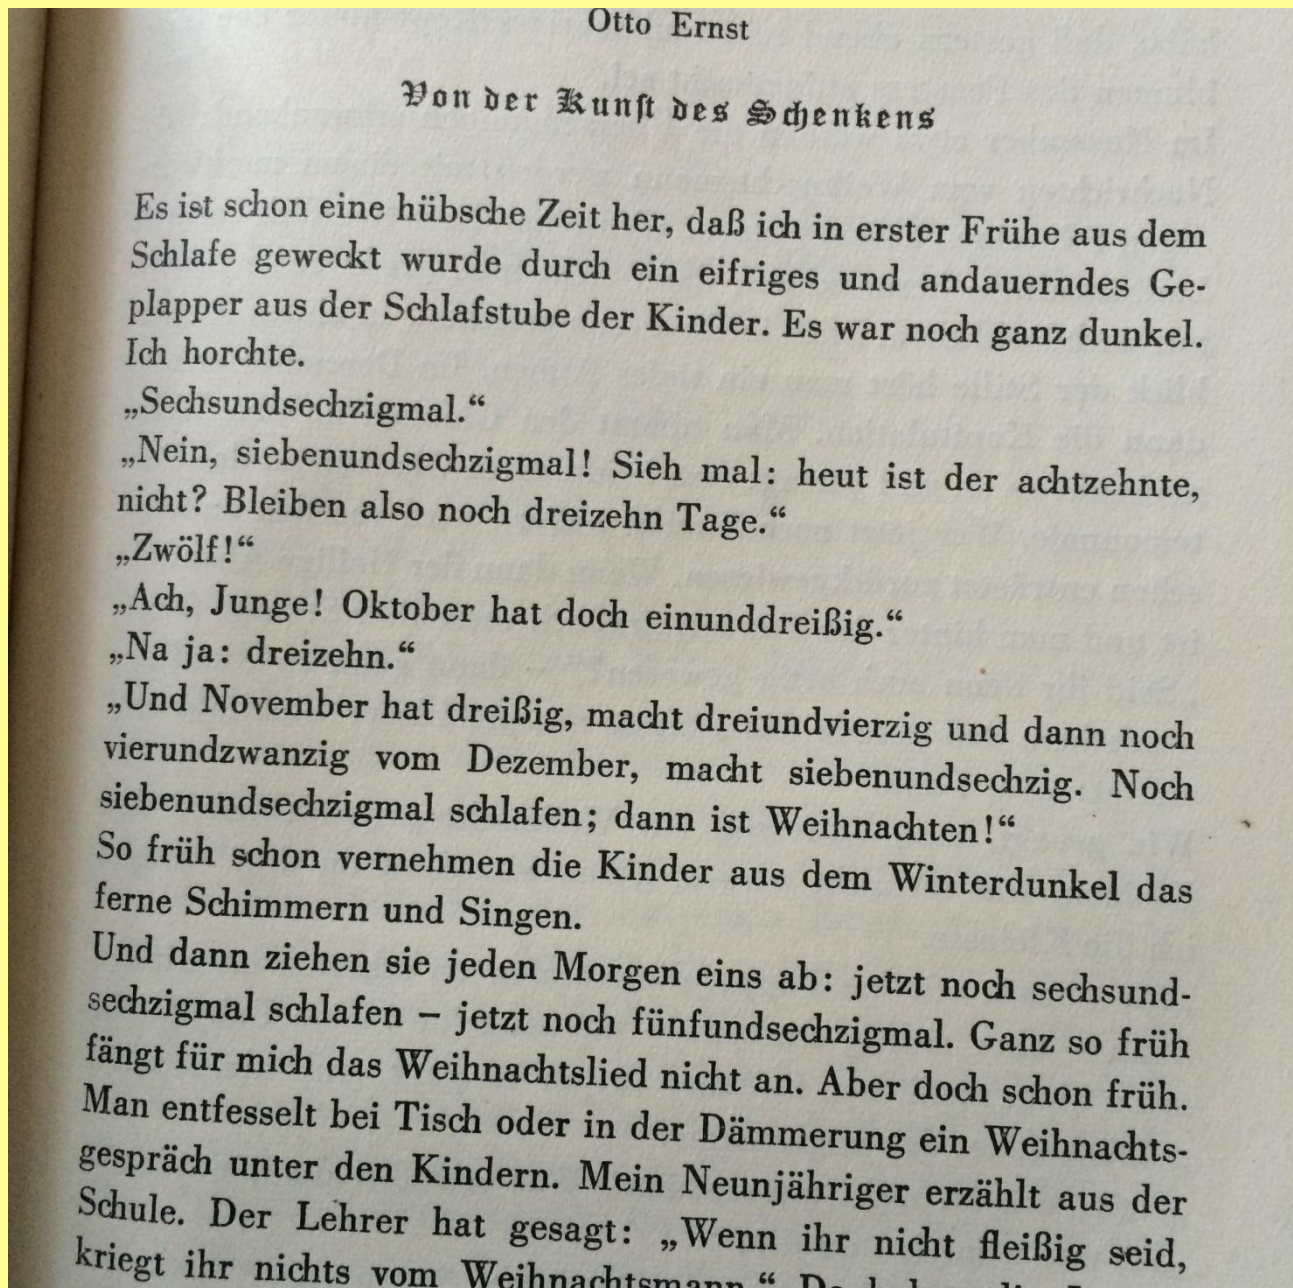 Otto Ernst
Von der Kunst des Schenkens
Es ist schon eine hübsche Zeit her, daß ich in erster Frühe aus dem
Schlafe geweckt wurde durch ein eifriges und andauerndes Ge-
plapper aus der Schlafstube der Kinder. Es war noch ganz dunkel.
Ich horchte.
„Sechsundsechzigmal.“
„Nein, siebenundsechzigmal! Sieh mal: heut ist der achtzehnte,
nicht? Bleiben also noch dreizehn Tage.“
„Zwölf!“
„Ach, Junge! Oktober hat doch einunddreißig.“
„Na ja: dreizehn.“
„Und November hat dreißig, macht dreiundvierzig und dann noch
vierundzwanzig vom Dezember, macht siebenundsechzig. Noch
siebenundsechzigmal schlafen; dann ist Weihnachten!“
So früh schon vernehmen die Kinder aus dem Winterdunkel das
ferne Schimmern und Singen.
Und dann ziehen sie jeden Morgen eins ab: jetzt noch sechsund-
sechzigmal schlafen – jetzt noch fünfundsechzigmal. Ganz so früh
fängt für mich das Weihnachtslied nicht an. Aber doch schon früh.
Man entfesselt bei Tisch oder in der Dämmerung ein Weihnachts-
gespräch unter den Kindern. Mein Neunjähriger erzählt aus der
Schule. Der Lehrer hat gesagt: „Wenn ihr nicht fleißig seid,
kriegt ihr nichts vom Weihnachtsmann.“